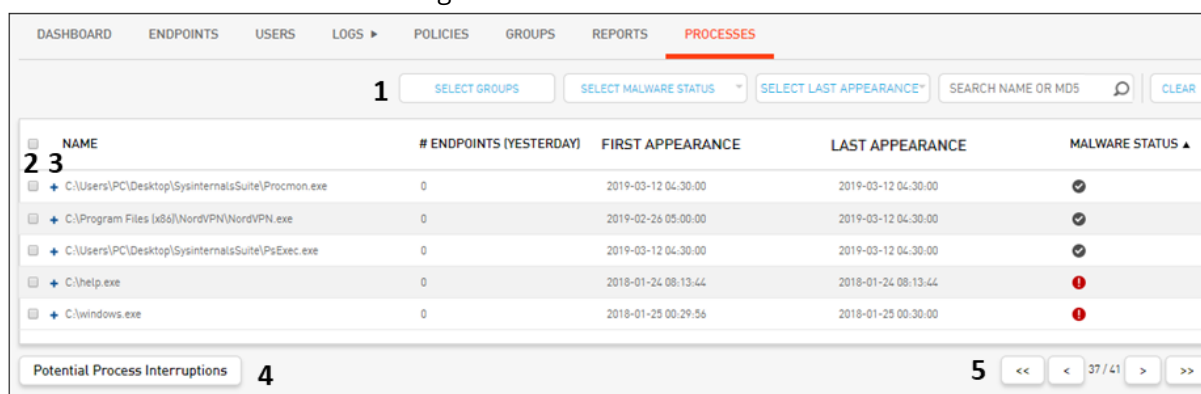 DASHBOARD ENDPOINTS USERS LOGS ▶ POLICIES GROUPS REPORTS PROCESSES
1 SELECT GROUPS SELECT MALWARE STATUS SELECT LAST APPEARANCE SEARCH NAME OR MD5 CLEAR
NAME # ENDPOINTS (YESTERDAY) FIRST APPEARANCE LAST APPEARANCE MALWARE STATUS ▲
2 3
+ C:\Users\PC\Desktop\SysinternalsSuite\Procmon.exe 0 2019-03-12 04:30:00 2019-03-12 04:30:00
+ C:\Program Files (x86)\NordVPN\NordVPN.exe 0 2019-02-26 05:00:00 2019-03-12 04:30:00
+ C:\Users\PC\Desktop\SysinternalsSuite\PsExec.exe 0 2019-03-12 04:30:00 2019-03-12 04:30:00
+ C:\help.exe 0 2018-01-24 08:13:44 2018-01-24 08:13:44
+ C:\windows.exe 0 2018-01-25 00:29:56 2018-01-25 00:30:00
Potential Process Interruptions 4 5 << < 37 / 41 > >>